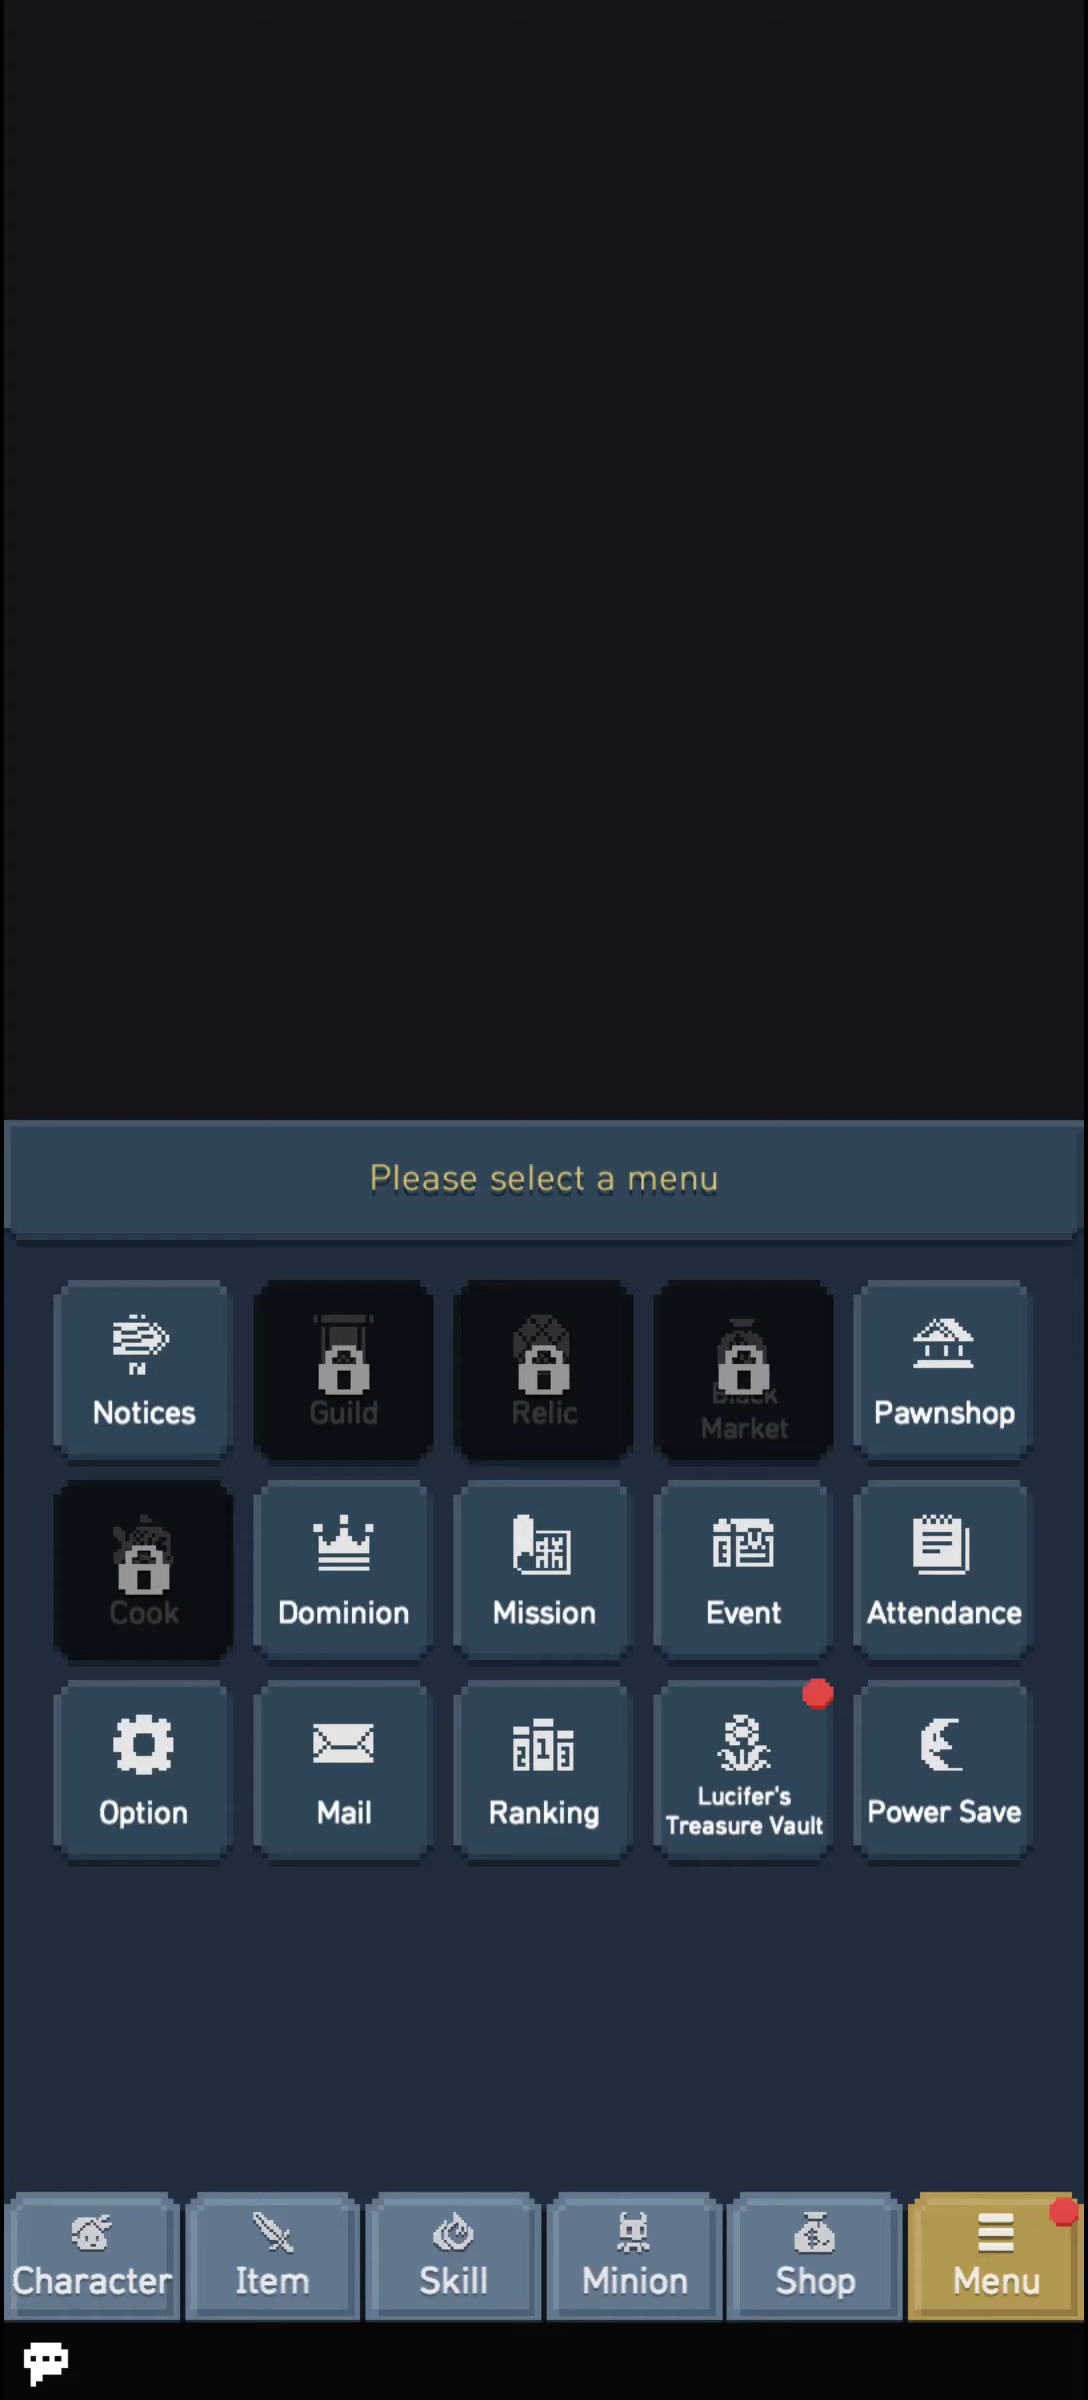 Please select a menu
Notices
Guild
Relic
Black
Market
Pawnshop
Cook
Dominion
Mission
Event
Attendance
Option
Mail
Ranking
Lucifer's
Treasure Vault
Power Save
Character
Item
Skill
Minion
Shop
Menu